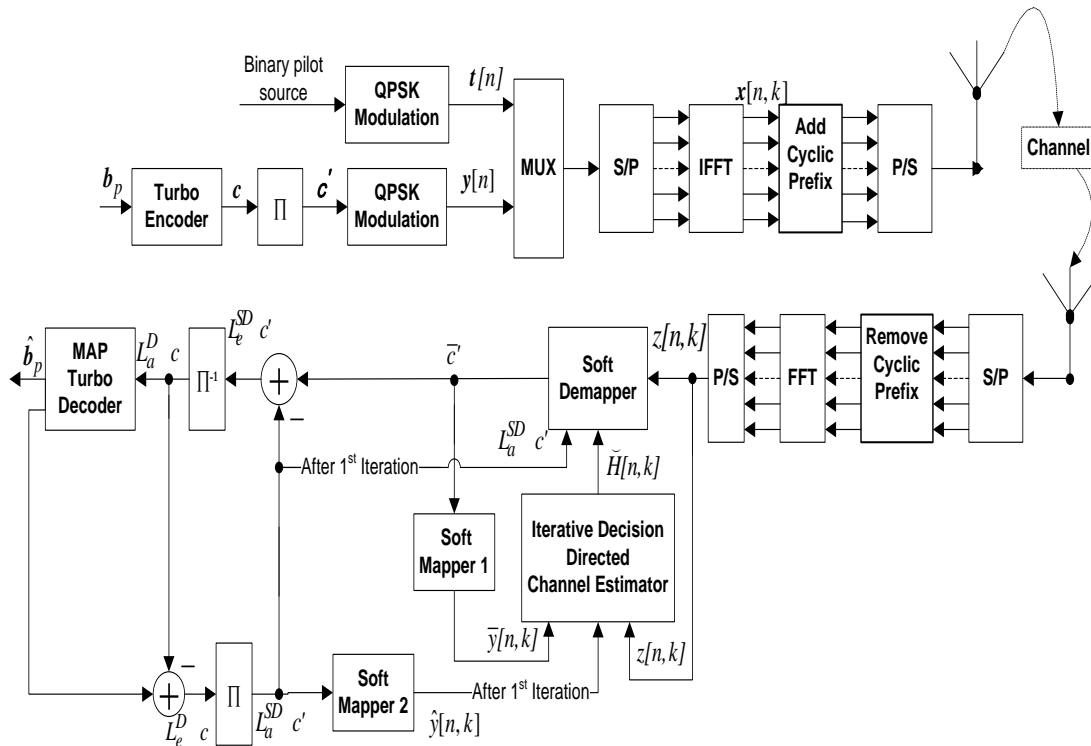 Binary pilot
source
QPSK
Modulation
t[n]
MUX
S/P
IFFT
x[n,k]
Add
Cyclic
Prefix
P/S
Channel
b_p
Turbo
Encoder
c
∏
c'
QPSK
Modulation
y[n]
b̂_p
MAP
Turbo
Decoder
L_a^D c
∏⁻¹
L_e^SD c'
+
−
c̄'
Soft
Demapper
z[n,k]
P/S
FFT
Remove
Cyclic
Prefix
S/P
After 1st Iteration
L_a^SD c'
H̆[n,k]
Soft
Mapper 1
Iterative Decision
Directed
Channel Estimator
ȳ[n,k]
z[n,k]
−
+
L_e^D c
∏
L_a^SD c'
Soft
Mapper 2
ŷ[n,k]
After 1st Iteration